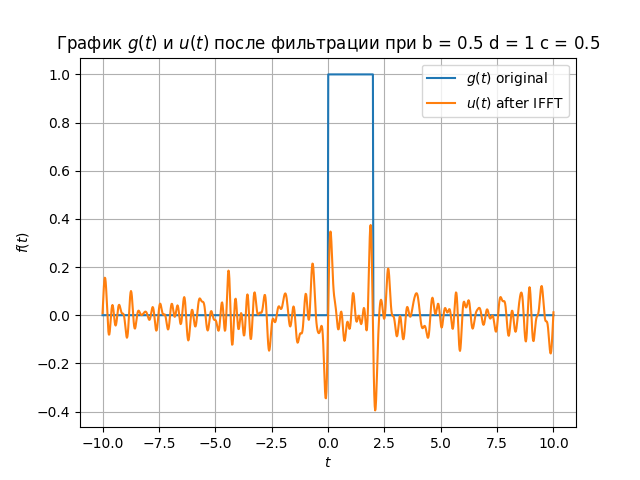 График g(t) и u(t) после фильтрации при b = 0.5 d = 1 c = 0.5
g(t) original
u(t) after IFFT
f(t)
1.0
0.8
0.6
0.4
0.2
0.0
−0.2
−0.4
−10.0 −7.5 −5.0 −2.5 0.0 2.5 5.0 7.5 10.0
t